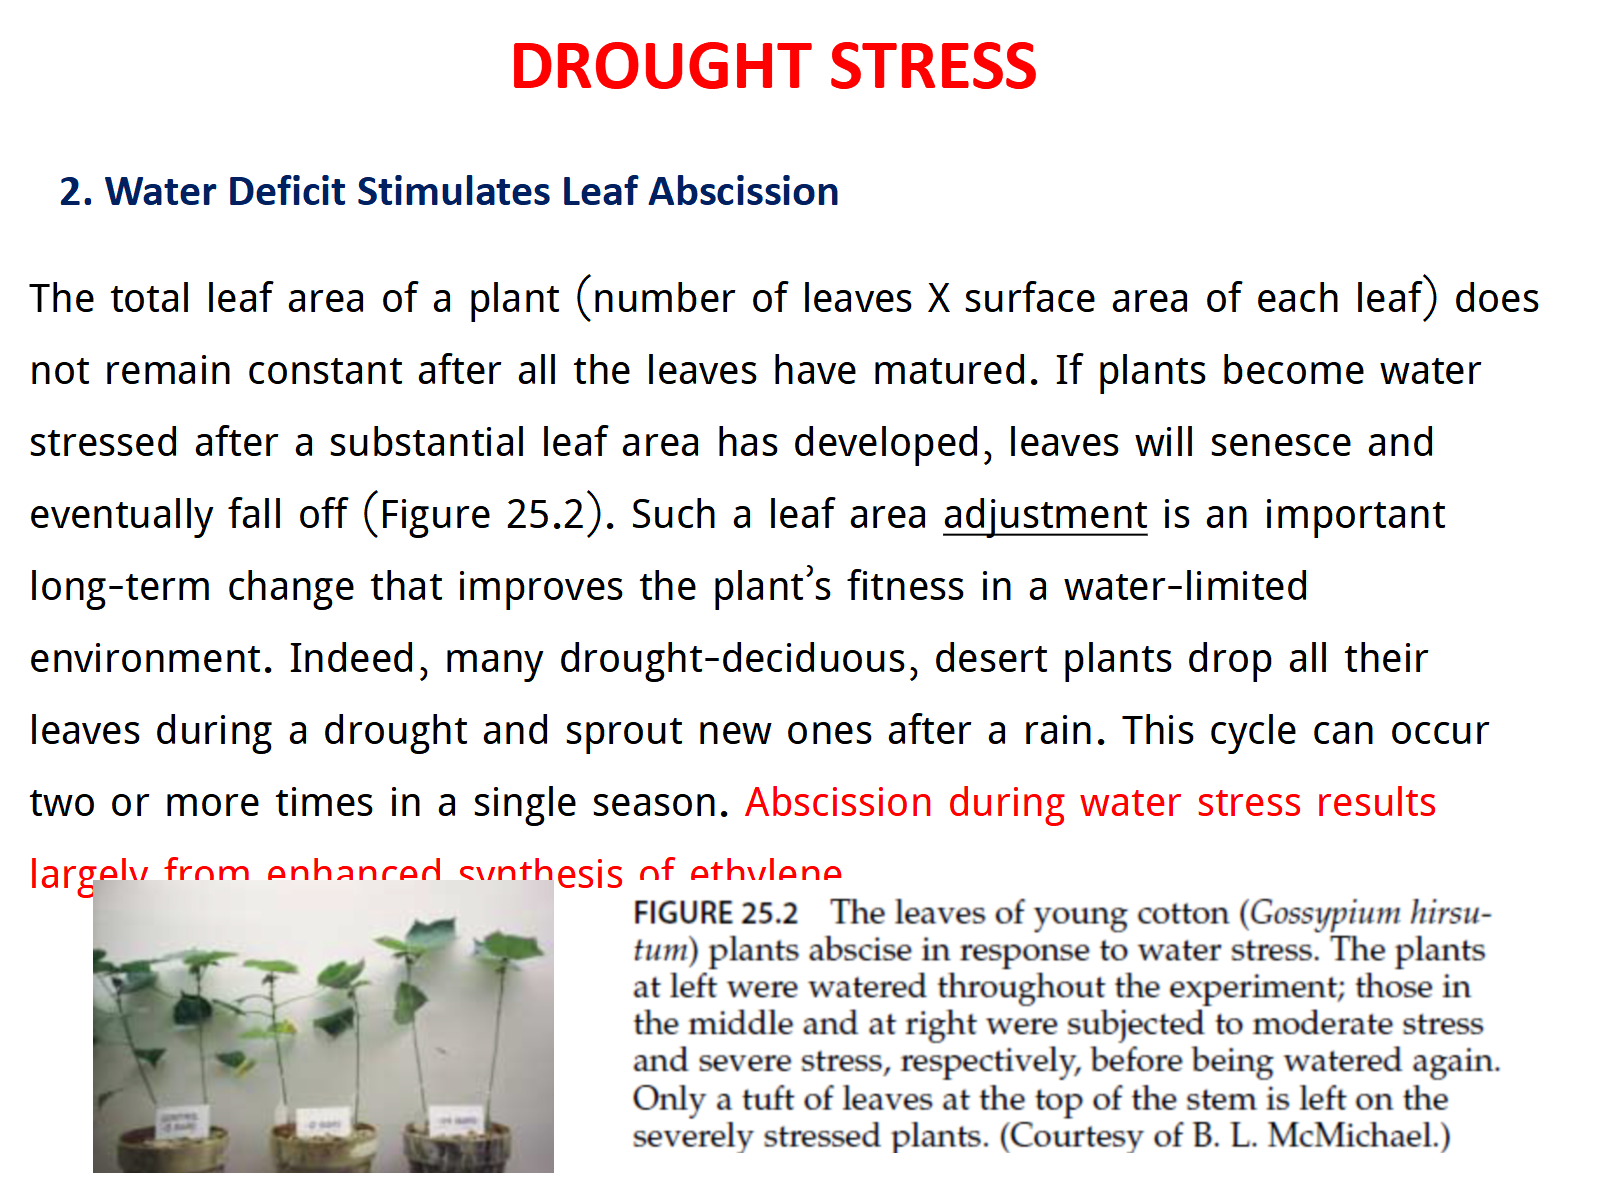 DROUGHT STRESS
2. Water Deficit Stimulates Leaf Abscission
The total leaf area of a plant (number of leaves X surface area of each leaf) does
not remain constant after all the leaves have matured. If plants become water
stressed after a substantial leaf area has developed, leaves will senesce and
eventually fall off (Figure 25.2). Such a leaf area adjustment is an important
long-term change that improves the plant’s fitness in a water-limited
environment. Indeed, many drought-deciduous, desert plants drop all their
leaves during a drought and sprout new ones after a rain. This cycle can occur
two or more times in a single season. Abscission during water stress results
largely from enhanced synthesis of ethylene
FIGURE 25.2 The leaves of young cotton (Gossypium hirsu-
tum) plants abscise in response to water stress. The plants
at left were watered throughout the experiment; those in
the middle and at right were subjected to moderate stress
and severe stress, respectively, before being watered again.
Only a tuft of leaves at the top of the stem is left on the
severely stressed plants. (Courtesy of B. L. McMichael.)